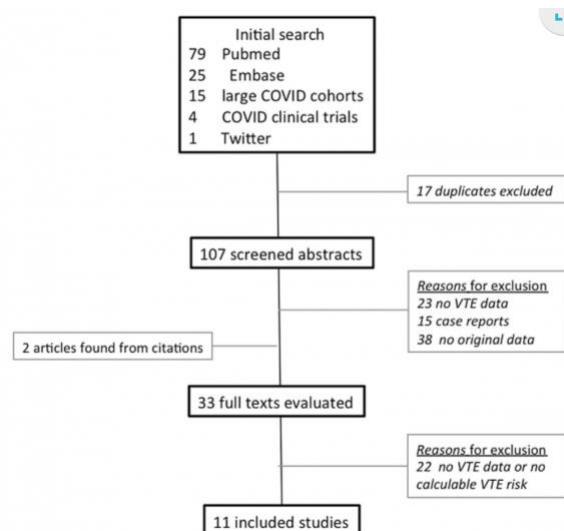 Initial search
79 Pubmed
25 Embase
15 large COVID cohorts
4 COVID clinical trials
1 Twitter
17 duplicates excluded
107 screened abstracts
Reasons for exclusion
23 no VTE data
15 case reports
38 no original data
2 articles found from citations
33 full texts evaluated
Reasons for exclusion
22 no VTE data or no
calculable VTE risk
11 included studies